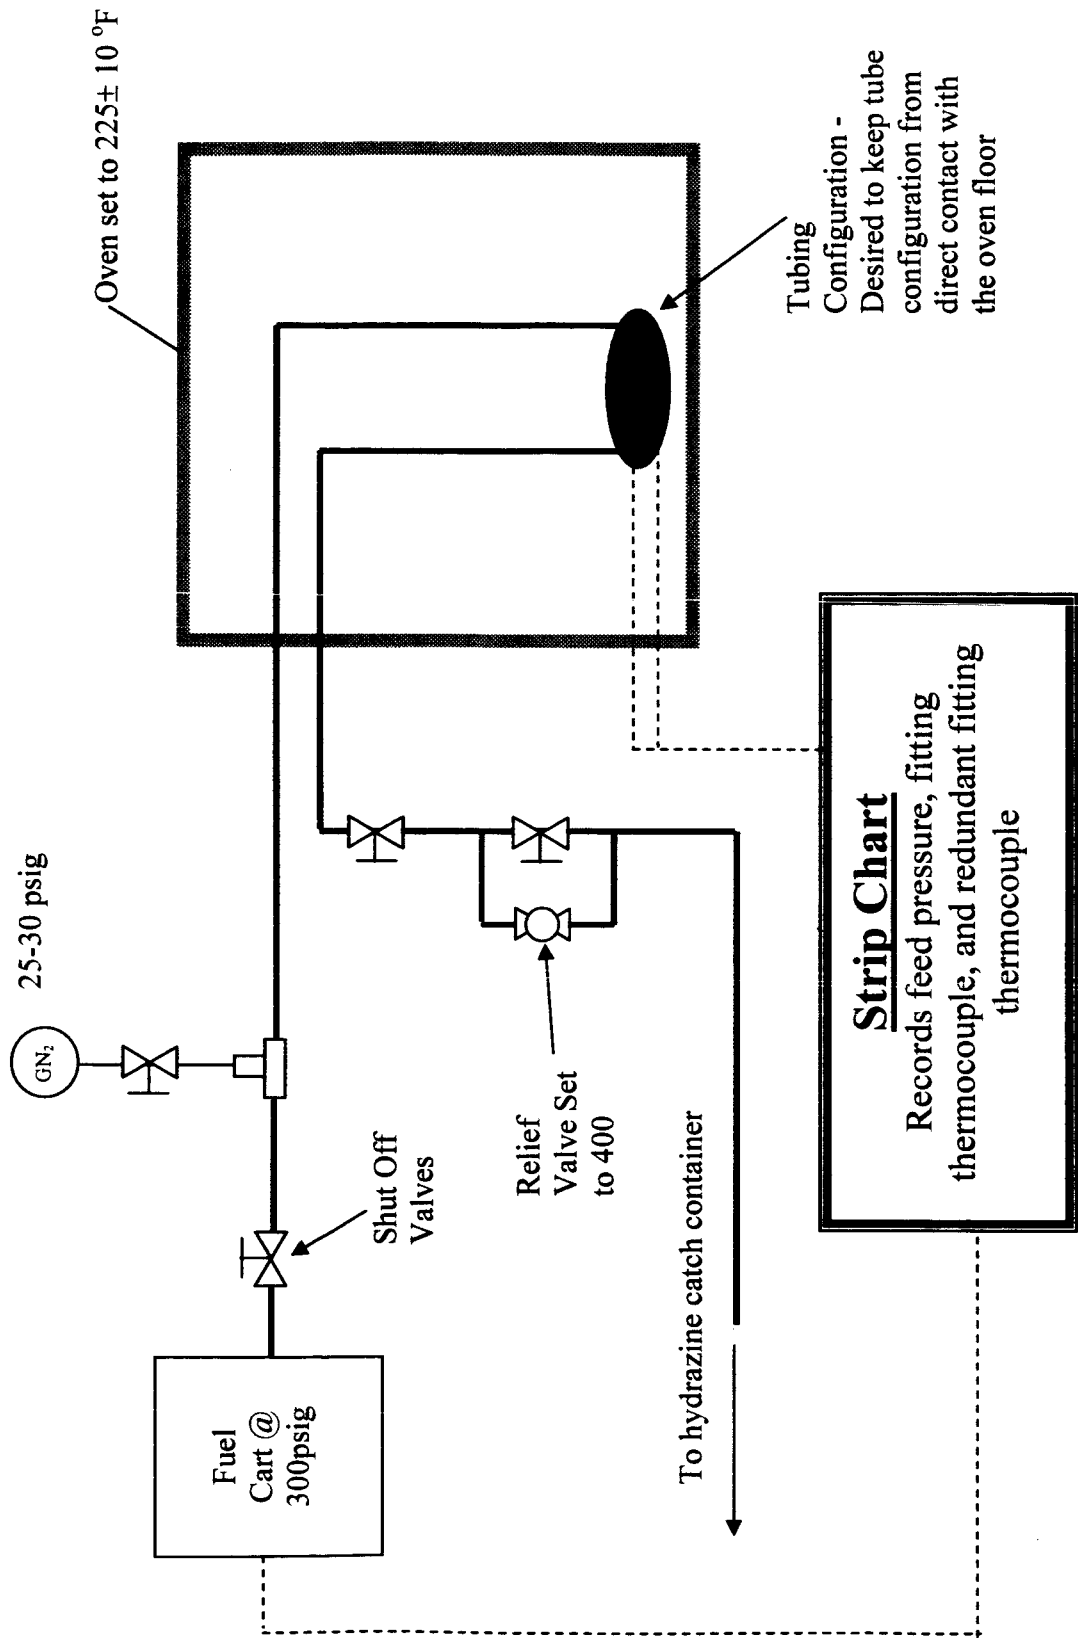 Oven set to 225± 10 °F
25-30 psig
GN₂
Fuel
Cart @
300psig
Shut Off
Valves
Relief
Valve Set
to 400
Tubing
Configuration -
Desired to keep tube
configuration from
direct contact with
the oven floor
To hydrazine catch container
Strip Chart
Records feed pressure, fitting
thermocouple, and redundant fitting
thermocouple